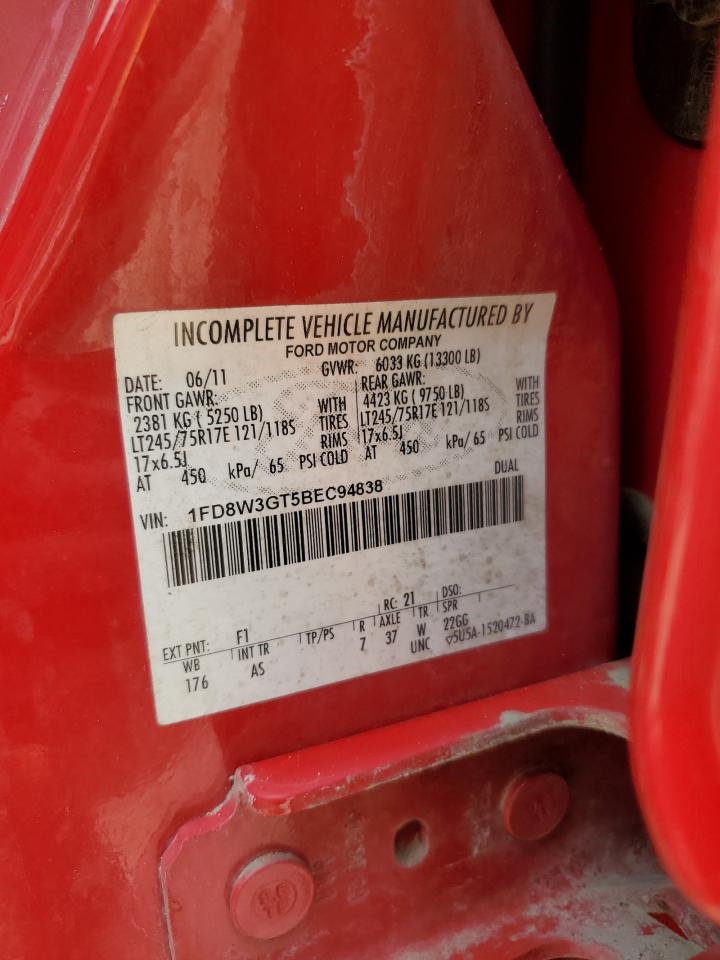 INCOMPLETE VEHICLE MANUFACTURED BY
FORD MOTOR COMPANY
DATE: 06/11 GVWR: 6033 KG (13300 LB)
FRONT GAWR: REAR GAWR:
2381 KG ( 5250 LB) WITH 4423 KG ( 9750 LB) WITH
LT245/75R17E 121/118S TIRES LT245/75R17E 121/118S TIRES
17x6.5J RIMS 17x6.5J RIMS
AT 450 kPa/ 65 PSI COLD AT 450 kPa/ 65 PSI COLD
DUAL
VIN: 1FD8W3GT5BEC94838
EXT PNT: F1 RC: 21 DSO:
WB INT TR TP/PS R AXLE TR SPR
176 AS 7 37 W 22GG
UNC 5U5A-1520472-BA